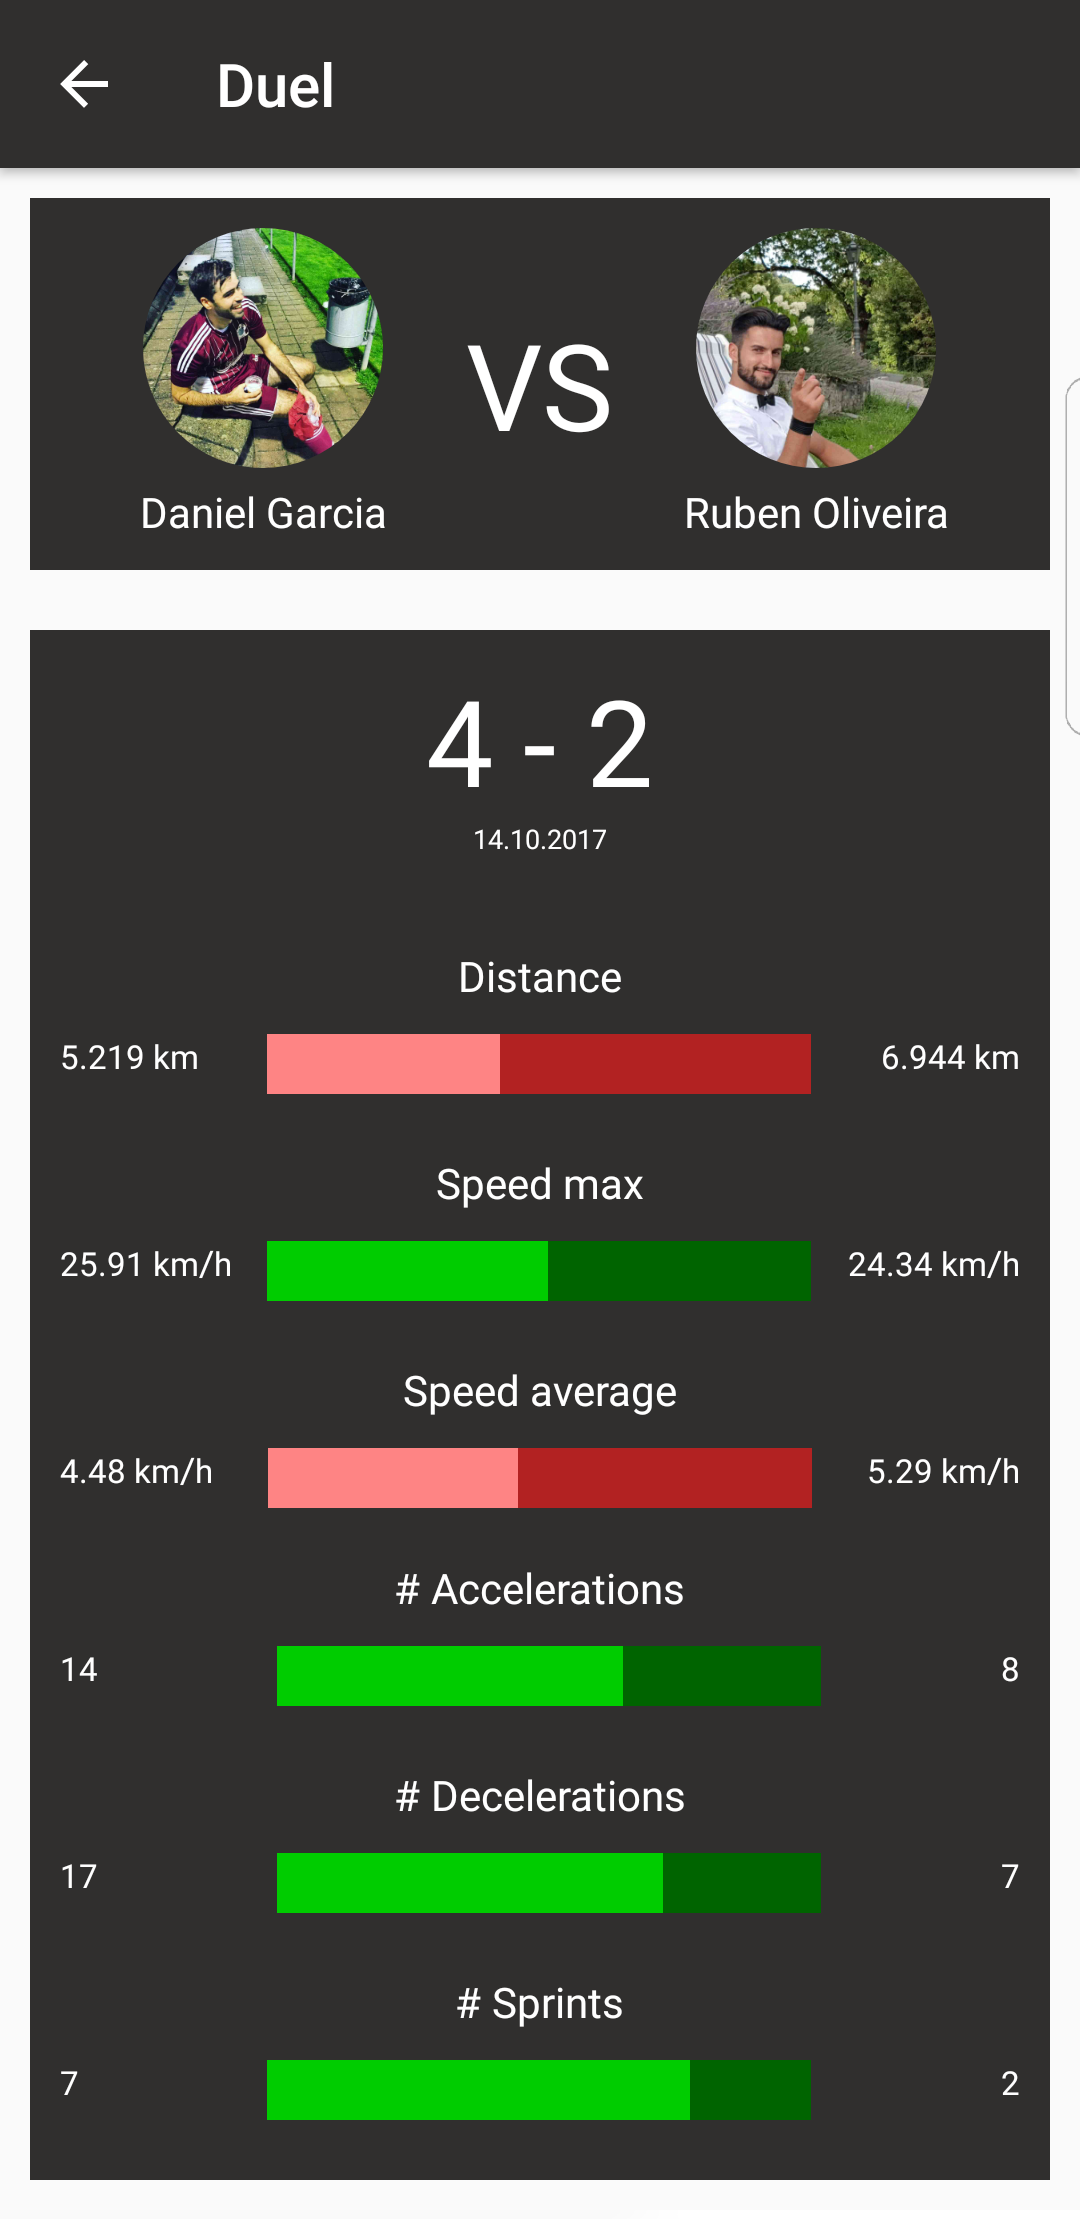 Duel
VS
Daniel Garcia
Ruben Oliveira
4 - 2
14.10.2017
Distance
5.219 km
6.944 km
Speed max
25.91 km/h
24.34 km/h
Speed average
4.48 km/h
5.29 km/h
# Accelerations
14
8
# Decelerations
17
7
# Sprints
7
2